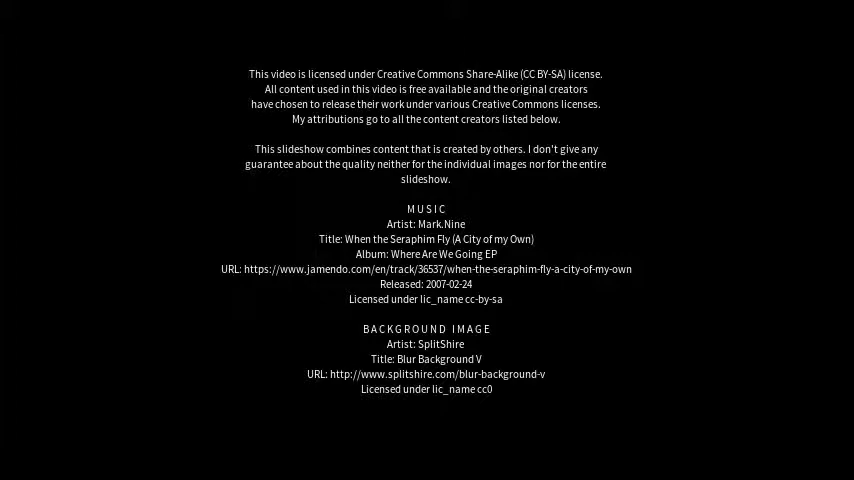 This video is licensed under Creative Commons Share-Alike (CC BY-SA) license.
All content used in this video is free available and the original creators
have chosen to release their work under various Creative Commons licenses.
My attributions go to all the content creators listed below.
This slideshow combines content that is created by others. I don't give any
guarantee about the quality neither for the individual images nor for the entire
slideshow.
MUSIC
Artist: Mark.Nine
Title: When the Seraphim Fly (A City of my Own)
Album: Where Are We Going EP
URL: https://www.jamendo.com/en/track/36537/when-the-seraphim-fly-a-city-of-my-own
Released: 2007-02-24
Licensed under lic_name cc-by-sa
BACKGROUND IMAGE
Artist: SplitShire
Title: Blur Background V
URL: http://www.splitshire.com/blur-background-v
Licensed under lic_name cc0